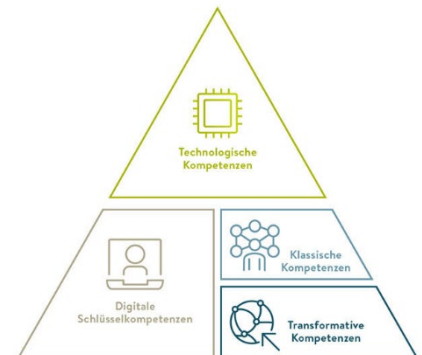 Technologische
Kompetenzen
Digitale
Schlüsselkompetenzen
Klassische
Kompetenzen
Transformative
Kompetenzen